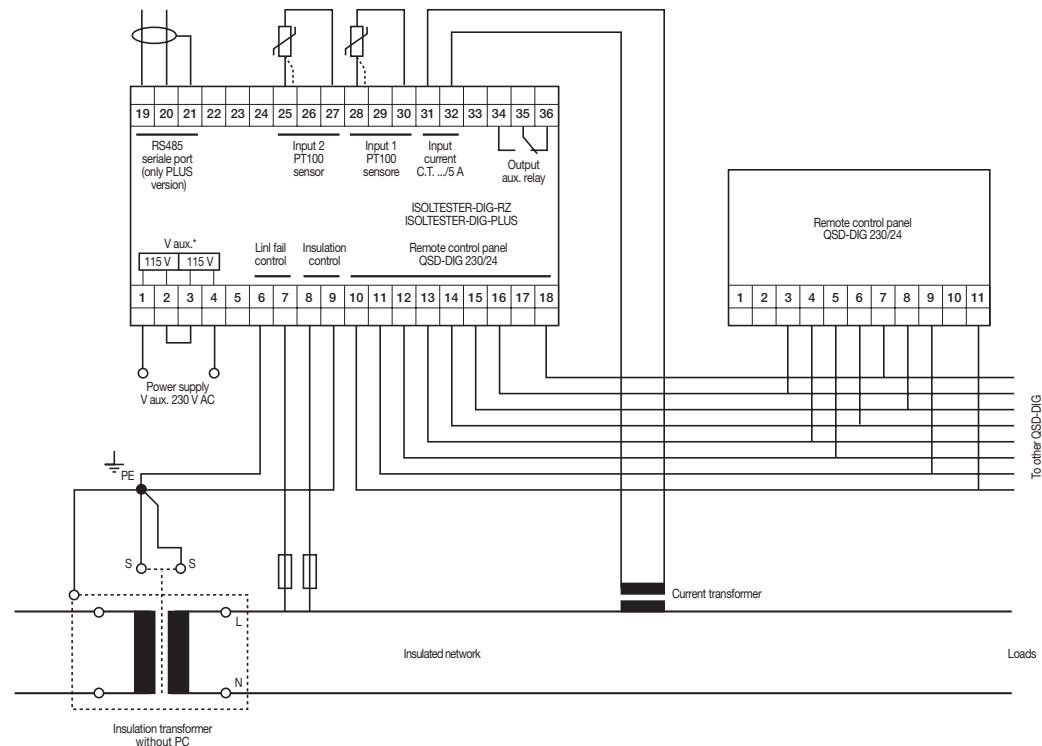 19 20 21 22 23 24 25 26 27 28 29 30 31 32 33 34 35 36
RS485
seriale port
(only PLUS
version)
Input 2
PT100
sensor
Input 1
PT100
sensore
Input
current
C.T. .../5 A
Output
aux. relay
ISOLTESTER-DIG-RZ
ISOLTESTER-DIG-PLUS
V aux.*
115 V 115 V
Linl fail
control
Insulation
control
Remote control panel
QSD-DIG 230/24
1 2 3 4 5 6 7 8 9 10 11 12 13 14 15 16 17 18
Remote control panel
QSD-DIG 230/24
1 2 3 4 5 6 7 8 9 10 11
Power supply
V aux. 230 V AC
To other QSD-DIG
PE
S S
Current transformer
L
Insulated network
Loads
N
Insulation transformer
without PC